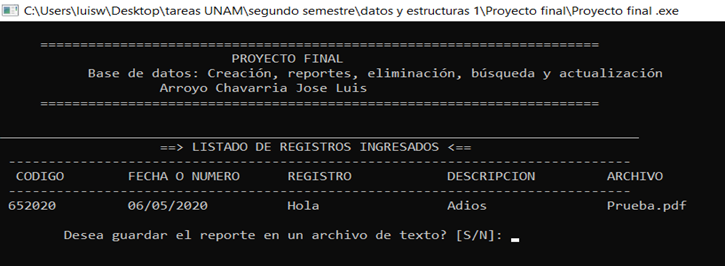 C:\Users\luisw\Desktop\tareas UNAM\segundo semestre\datos y estructuras 1\Proyecto final\Proyecto final .exe
======================================================================
PROYECTO FINAL
Base de datos: Creación, reportes, eliminación, búsqueda y actualización
Arroyo Chavarria Jose Luis
======================================================================
________________________________________________________________________________
==> LISTADO DE REGISTROS INGRESADOS <==
------------------------------------------------------------------------------
CODIGO FECHA O NUMERO REGISTRO DESCRIPCION ARCHIVO
------------------------------------------------------------------------------
652020 06/05/2020 Hola Adios Prueba.pdf
Desea guardar el reporte en un archivo de texto? [S/N]: _